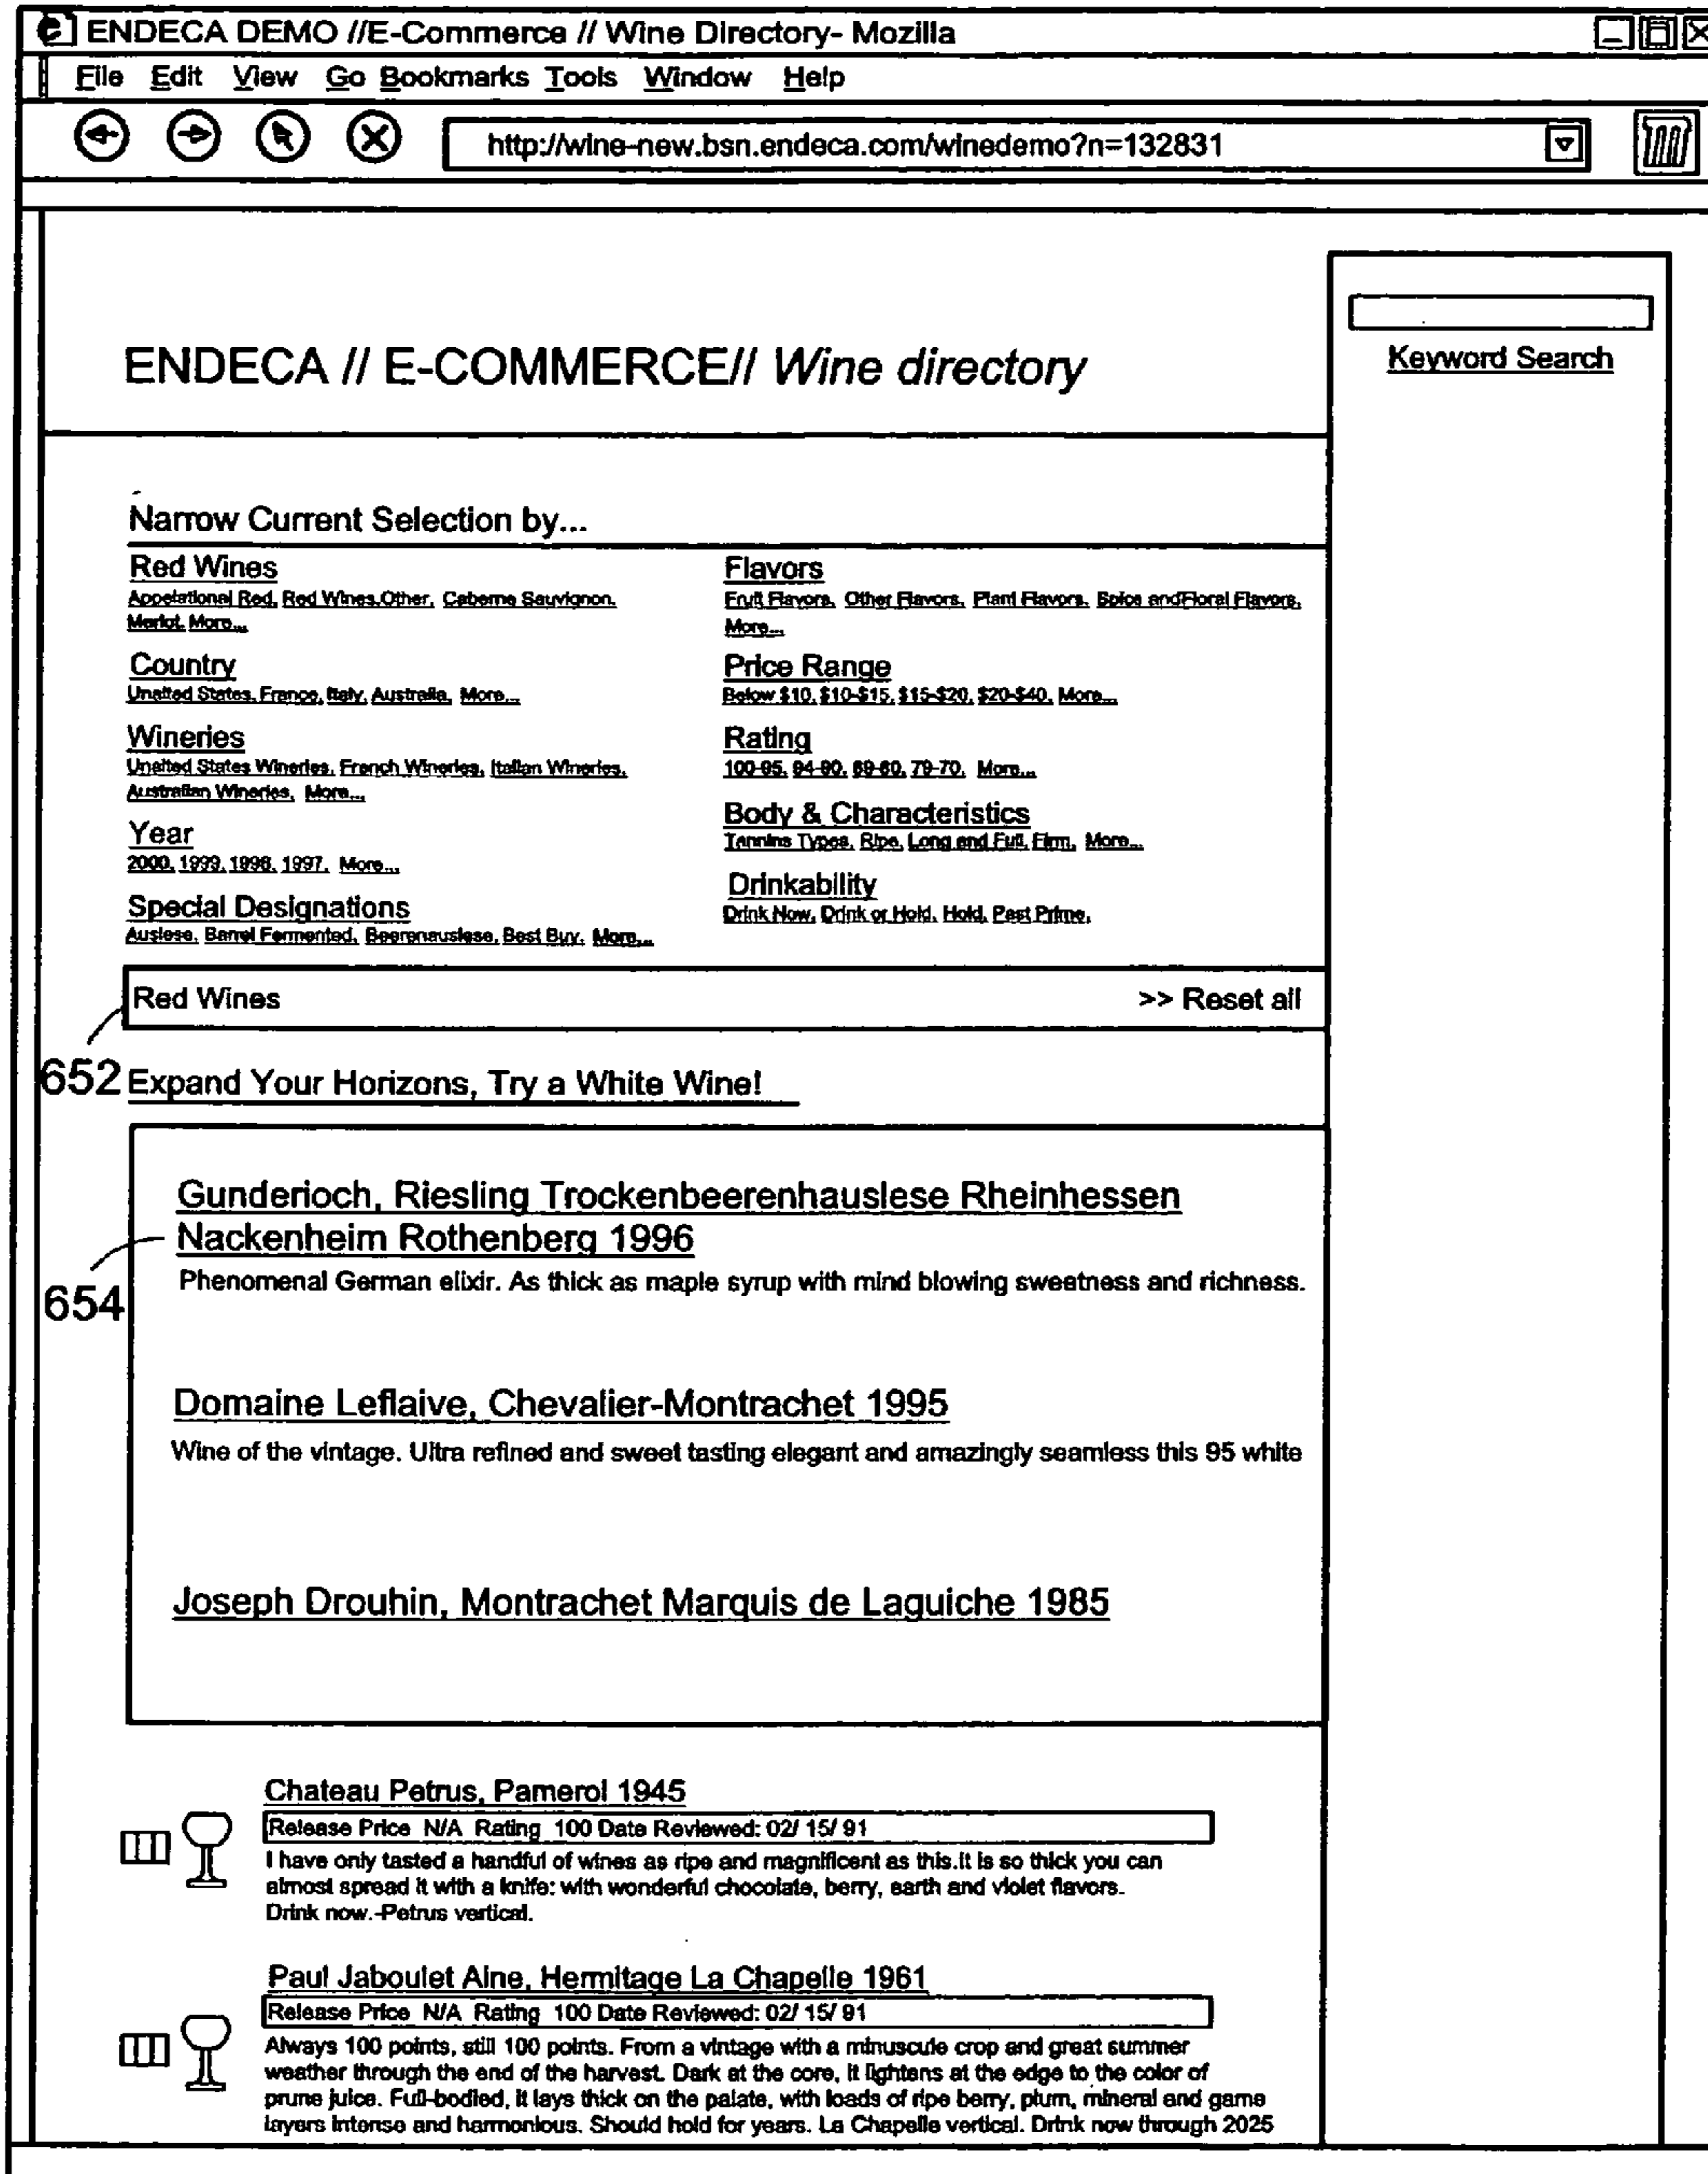 ENDECA DEMO //E-Commerce // Wine Directory- Mozilla
File Edit View Go Bookmarks Tools Window Help
http://wine-new.bsn.endeca.com/winedemo?n=132831
ENDECA // E-COMMERCE// Wine directory
Keyword Search
Narrow Current Selection by...
Red Wines
Appelational Red, Red Wines,Other, Caberne Sauvignon,
Merlot, More...
Country
Unaited States, France, Italy, Australia, More...
Wineries
Unaited States Wineries, French Wineries, Italian Wineries,
Australian Wineries, More...
Year
2000, 1999, 1998, 1997, More...
Special Designations
Auslese, Barrel Fermented, Beerenauslese, Best Buy, More...
Flavors
Fruit Flavors, Other Flavors, Plant Flavors, Spice andFloral Flavors,
More...
Price Range
Below $10, $10-$15, $15-$20, $20-$40, More...
Rating
100-95, 94-90, 89-80, 79-70, More...
Body & Characteristics
Tannins Types, Ripe, Long and Full, Firm, More...
Drinkability
Drink Now, Drink or Hold, Hold, Past Prime,
Red Wines >> Reset all
652
Expand Your Horizons, Try a White Wine!
Gunderioch, Riesling Trockenbeerenhauslese Rheinhessen
Nackenheim Rothenberg 1996
654
Phenomenal German elixir. As thick as maple syrup with mind blowing sweetness and richness.
Domaine Leflaive, Chevalier-Montrachet 1995
Wine of the vintage. Ultra refined and sweet tasting elegant and amazingly seamless this 95 white
Joseph Drouhin, Montrachet Marquis de Laguiche 1985
Chateau Petrus, Pamerol 1945
Release Price N/A Rating 100 Date Reviewed: 02/ 15/ 91
I have only tasted a handful of wines as ripe and magnificent as this.it is so thick you can
almost spread it with a knife: with wonderful chocolate, berry, earth and violet flavors.
Drink now.-Petrus vertical.
Paul Jaboulet Aine, Hermitage La Chapelle 1961
Release Price N/A Rating 100 Date Reviewed: 02/ 15/ 91
Always 100 points, still 100 points. From a vintage with a minuscule crop and great summer
weather through the end of the harvest. Dark at the core, it lightens at the edge to the color of
prune juice. Full-bodied, it lays thick on the palate, with loads of ripe berry, plum, mineral and game
layers intense and harmonious. Should hold for years. La Chapelle vertical. Drink now through 2025